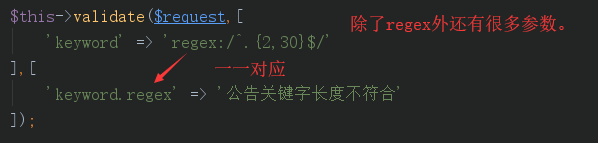 $this->validate($request,[
除了regex外还有很多参数。
'keyword' => 'regex:/^.{2,30}$/'
],[
一一对应
'keyword.regex' => '公告关键字长度不符合'
]);